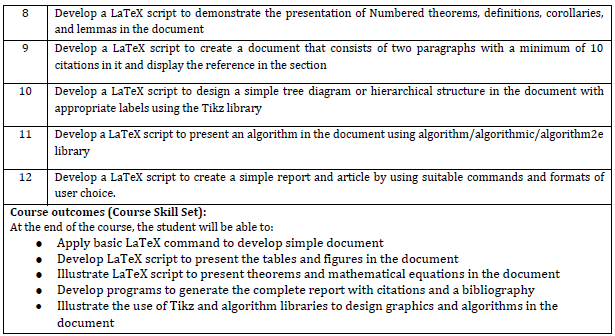 8 Develop a LaTeX script to demonstrate the presentation of Numbered theorems, definitions, corollaries,
and lemmas in the document
9 Develop a LaTeX script to create a document that consists of two paragraphs with a minimum of 10
citations in it and display the reference in the section
10 Develop a LaTeX script to design a simple tree diagram or hierarchical structure in the document with
appropriate labels using the Tikz library
11 Develop a LaTeX script to present an algorithm in the document using algorithm/algorithmic/algorithm2e
library
12 Develop a LaTeX script to create a simple report and article by using suitable commands and formats of
user choice.
Course outcomes (Course Skill Set):
At the end of the course, the student will be able to:
● Apply basic LaTeX command to develop simple document
● Develop LaTeX script to present the tables and figures in the document
● Illustrate LaTeX script to present theorems and mathematical equations in the document
● Develop programs to generate the complete report with citations and a bibliography
● Illustrate the use of Tikz and algorithm libraries to design graphics and algorithms in the
document